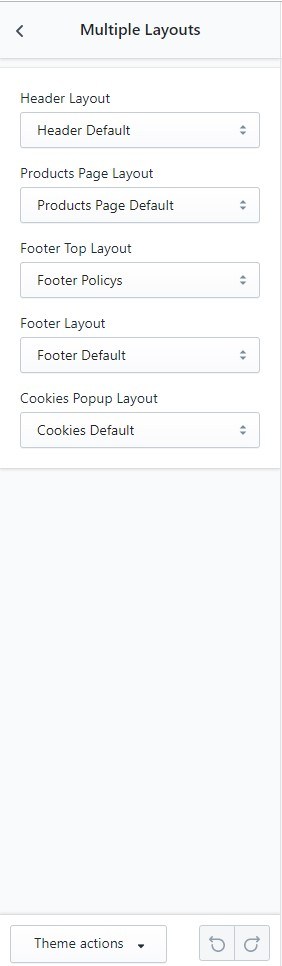 Multiple Layouts
Header Layout
Header Default
Products Page Layout
Products Page Default
Footer Top Layout
Footer Policys
Footer Layout
Footer Default
Cookies Popup Layout
Cookies Default
Theme actions